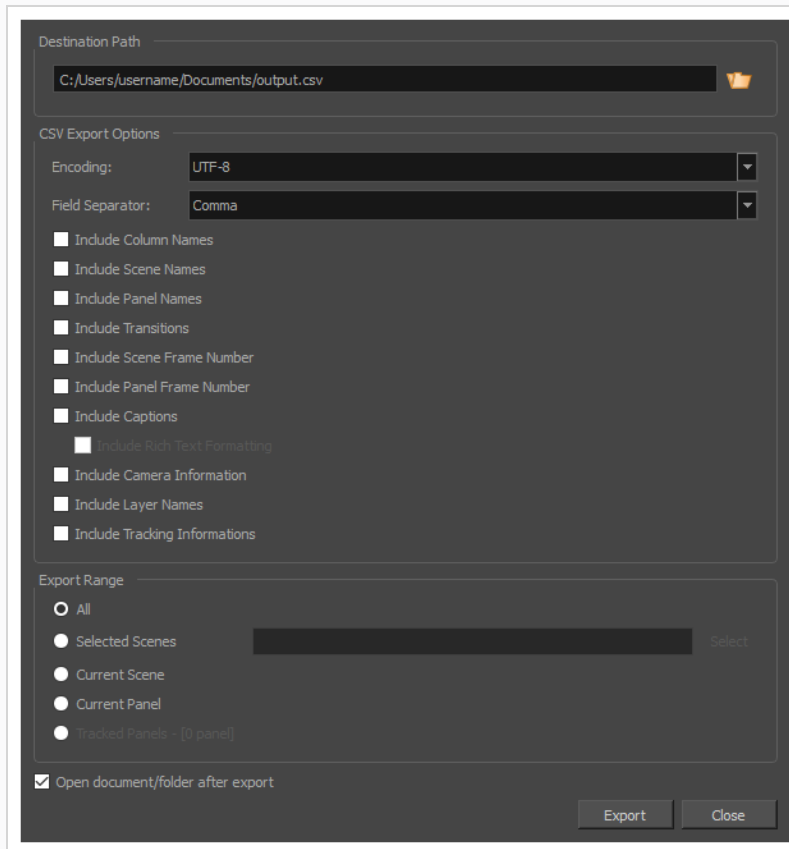 Destination Path
C:/Users/username/Documents/output.csv
CSV Export Options
Encoding: UTF-8
Field Separator: Comma
Include Column Names
Include Scene Names
Include Panel Names
Include Transitions
Include Scene Frame Number
Include Panel Frame Number
Include Captions
Include Rich Text Formatting
Include Camera Information
Include Layer Names
Include Tracking Informations
Export Range
All
Selected Scenes Select
Current Scene
Current Panel
Tracked Panels - [0 panel]
Open document/folder after export
Export Close